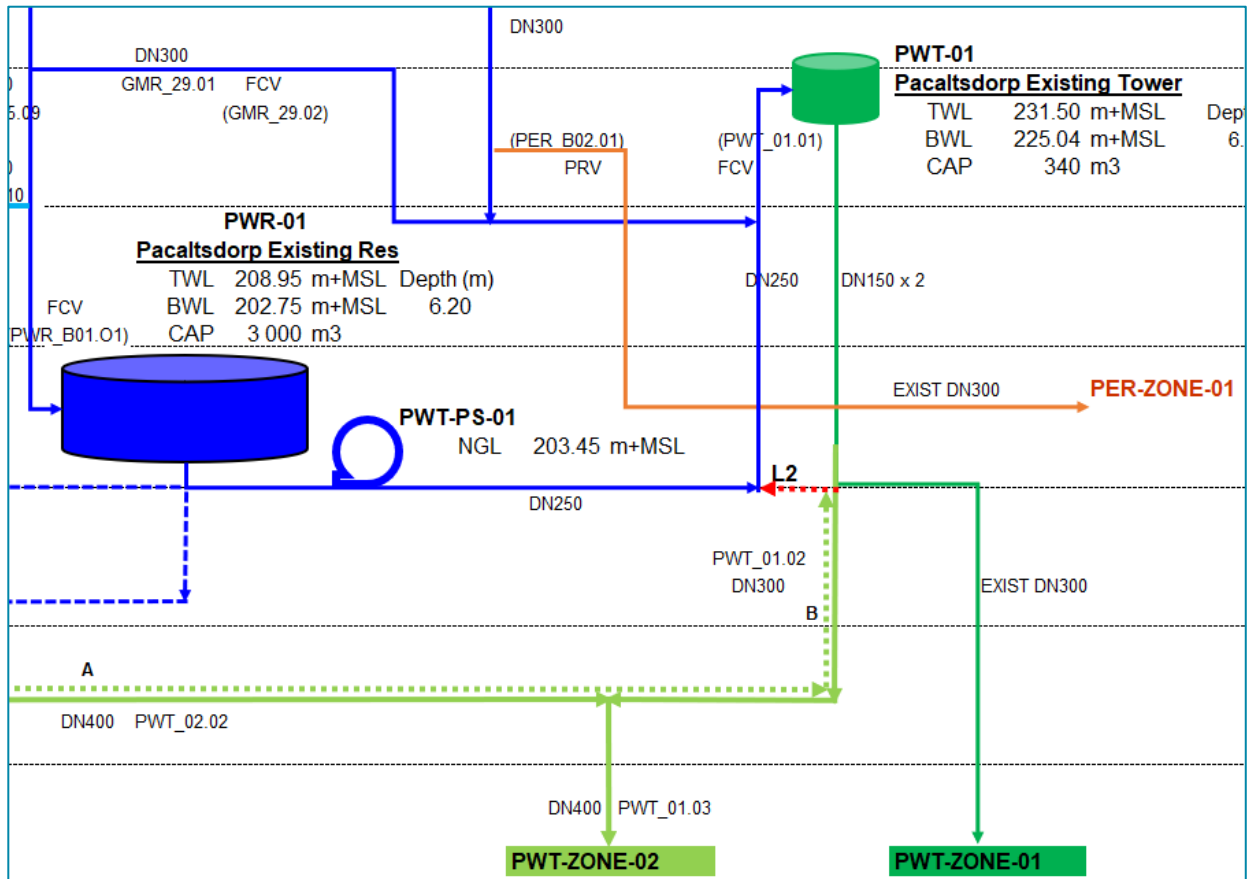 DN300
DN300
GMR_29.01 FCV
(GMR_29.02)
5.09
10
(PER_B02.01)
PRV
(PWT_01.01)
FCV
PWT-01
Pacaltsdorp Existing Tower
TWL 231.50 m+MSL
BWL 225.04 m+MSL 6.
CAP 340 m3
PWR-01
Pacaltsdorp Existing Res
TWL 208.95 m+MSL Depth (m)
BWL 202.75 m+MSL 6.20
CAP 3 000 m3
FCV
PWR_B01.O1)
DN250
DN150 x 2
EXIST DN300
PER-ZONE-01
PWT-PS-01
NGL 203.45 m+MSL
L2
DN250
PWT_01.02
DN300
B
EXIST DN300
A
DN400 PWT_02.02
DN400 PWT_01.03
PWT-ZONE-02
PWT-ZONE-01